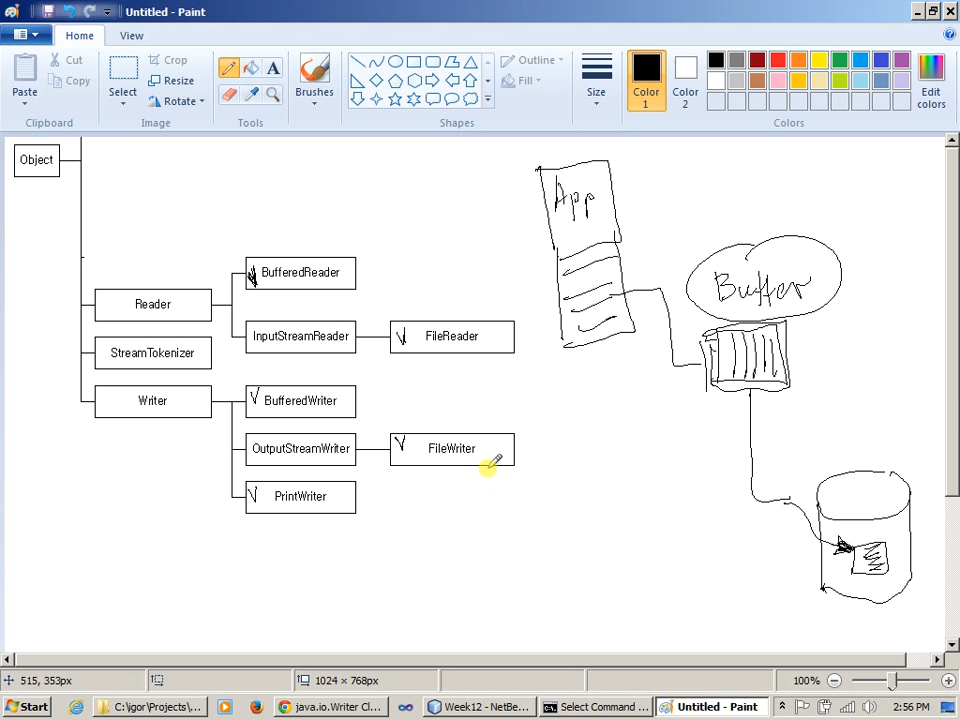 Untitled - Paint
Home
View
Paste
Cut
Copy
Clipboard
Select
Crop
Resize
Rotate
Image
Tools
Brushes
Outline
Fill
Shapes
Size
Color 1
Color 2
Edit colors
Colors
Object
App
BufferedReader
Buffer
Reader
InputStreamReader
FileReader
StreamTokenizer
Writer
BufferedWriter
OutputStreamWriter
FileWriter
PrintWriter
515, 353px
1024 × 768px
100%
Start
C:\igor\Projects\...
java.io.Writer Cl...
Week12 - NetBe...
Select Command ...
Untitled - Paint
2:56 PM